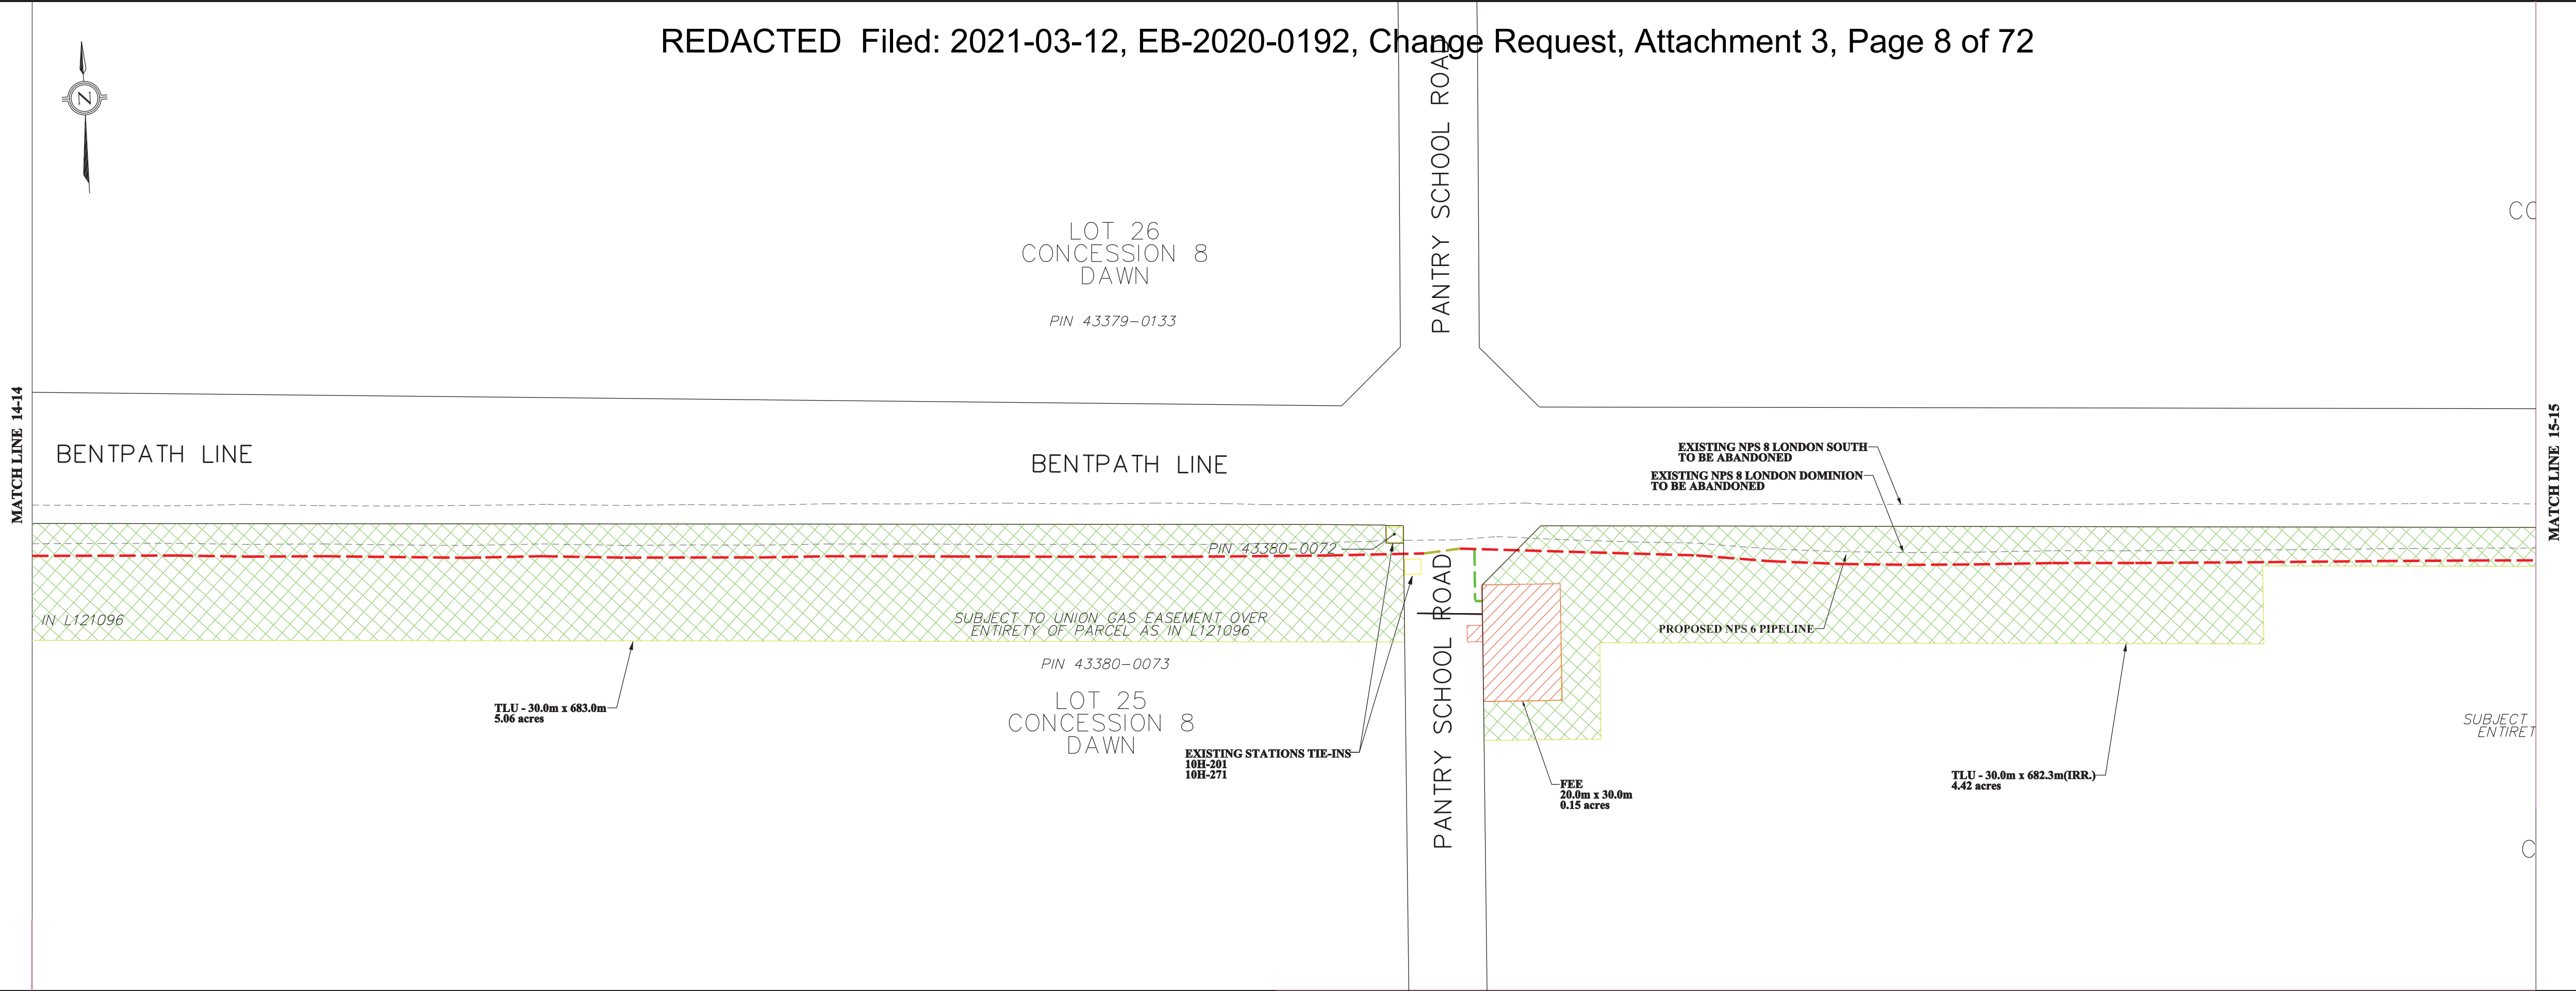 REDACTED Filed: 2021-03-12, EB-2020-0192, Change Request, Attachment 3, Page 8 of 72
N
PANTRY SCHOOL ROAD
LOT 26
CONCESSION 8
DAWN
PIN 43379-0133
CO
MATCH LINE 14-14
BENTPATH LINE
BENTPATH LINE
EXISTING NPS 8 LONDON SOUTH
TO BE ABANDONED
EXISTING NPS 8 LONDON DOMINION
TO BE ABANDONED
MATCH LINE 15-15
PIN 43380-0072
IN L121096
SUBJECT TO UNION GAS EASEMENT OVER
ENTIRETY OF PARCEL AS IN L121096
PROPOSED NPS 6 PIPELINE
PIN 43380-0073
LOT 25
CONCESSION 8
DAWN
PANTRY SCHOOL ROAD
TLU - 30.0m x 683.0m
5.06 acres
EXISTING STATIONS TIE-INS
10H-201
10H-271
FEE
20.0m x 30.0m
0.15 acres
TLU - 30.0m x 682.3m(IRR.)
4.42 acres
SUBJECT
ENTIRET
C